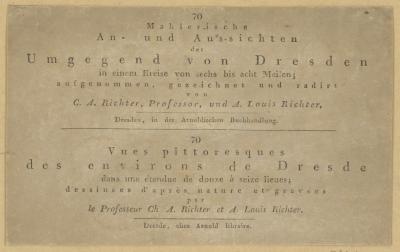 70
Mahlerische
An- und Aussichten
der
Umgegend von Dresden
in einem Kreise von sechs bis acht Meilen;
aufgenommen, gezeichnet und radirt
von
C. A. Richter, Professor, und A. Louis Richter.
Dresden, in der Arnoldischen Buchhandlung.
70
Vues pittoresques
des environs de Dresde
dans une étendue de douze à seize lieues;
dessinées d'après nature et gravées
par
le Professeur Ch. A. Richter et A. Louis Richter.
Dresde, chez Arnold libraire.